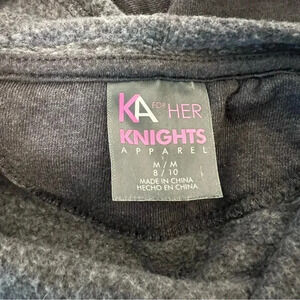 KA FOR HER
KNIGHTS
APPAREL
M / M
8 / 10
MADE IN CHINA
HECHO EN CHINA